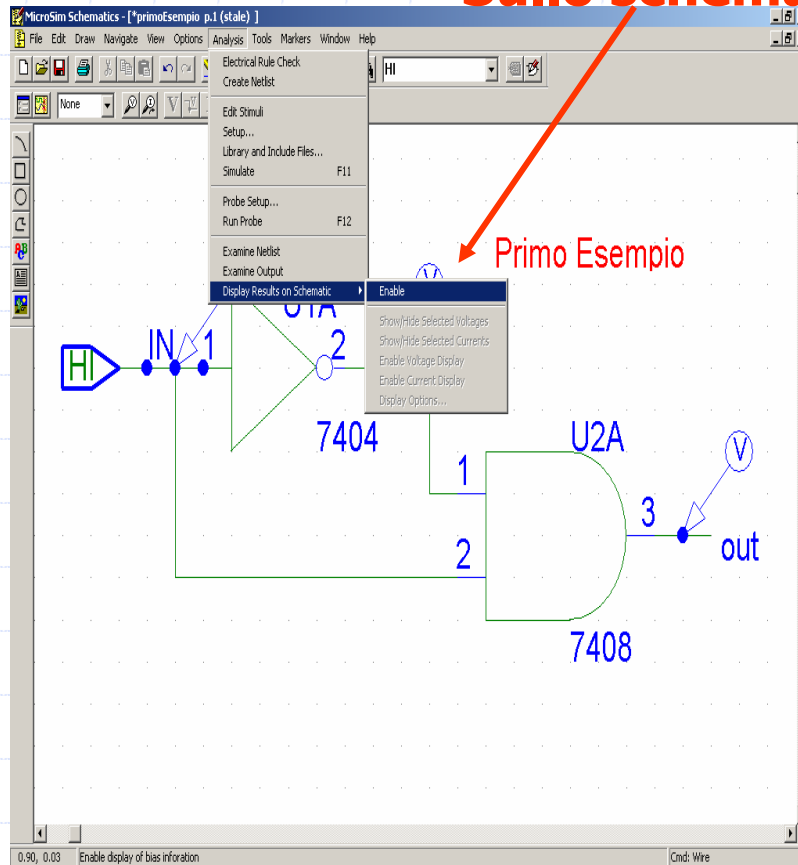 MicroSim Schematics - [*primoEsempio p.1 (stale) ]
File Edit Draw Navigate View Options Analysis Tools Markers Window Help
HI
None
Electrical Rule Check
Create Netlist
Edit Stimuli
Setup...
Library and Include Files...
Simulate F11
Probe Setup...
Run Probe F12
Examine Netlist
Examine Output
Display Results on Schematic
Enable
Show/Hide Selected Voltages
Show/Hide Selected Currents
Enable Voltage Display
Enable Current Display
Display Options...
Primo Esempio
V
U1A
HI
IN
1
2
7404
U2A
V
1
2
3
out
7408
0.90, 0.03 Enable display of bias inforation Cmd: Wire